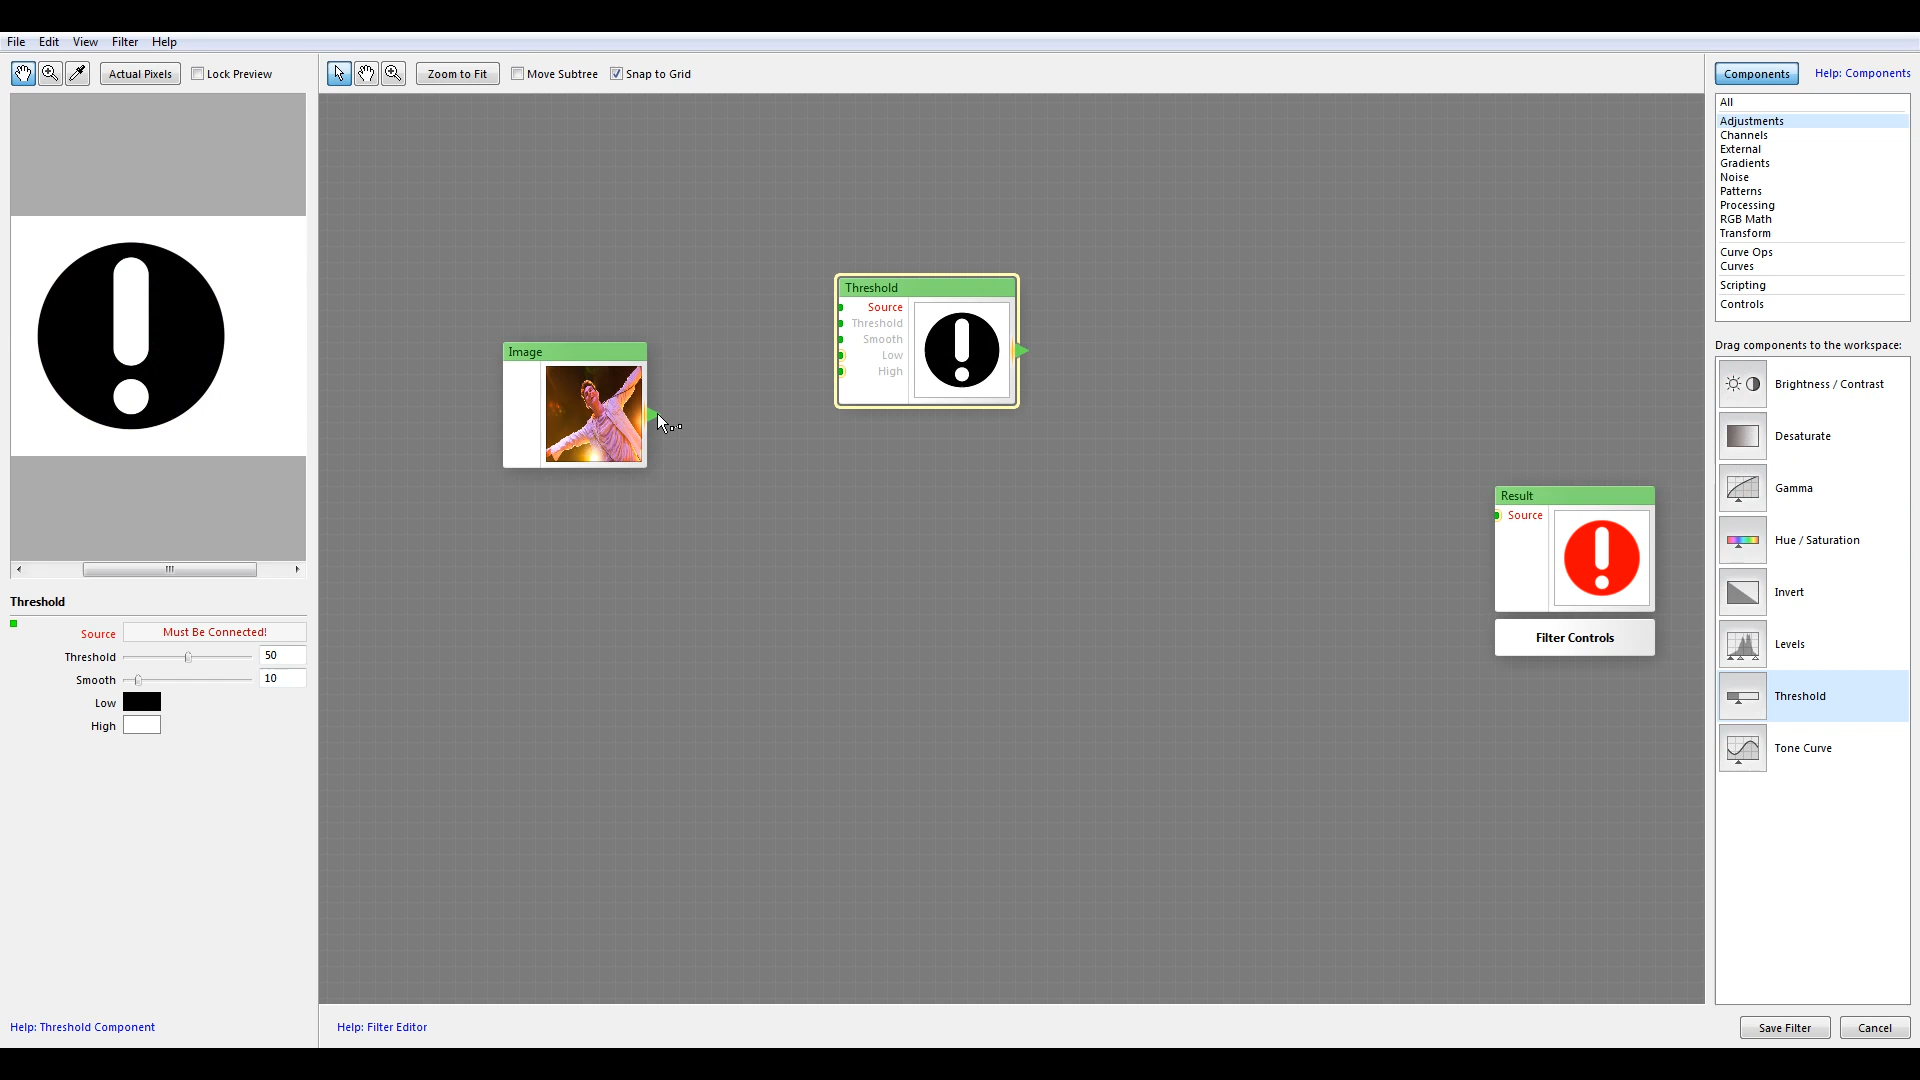 File Edit View Filter Help
Actual Pixels Lock Preview
Zoom to Fit Move Subtree Snap to Grid
Components Help: Components
All
Adjustments
Channels
External
Gradients
Noise
Patterns
Processing
RGB Math
Transform
Curve Ops
Curves
Scripting
Controls
Drag components to the workspace:
Brightness / Contrast
Desaturate
Gamma
Hue / Saturation
Invert
Levels
Threshold
Tone Curve
Threshold
Source
Threshold
Smooth
Low
High
Image
Result
Source
Filter Controls
Threshold
Source Must Be Connected!
Threshold 50
Smooth 10
Low
High
Help: Threshold Component
Help: Filter Editor
Save Filter Cancel